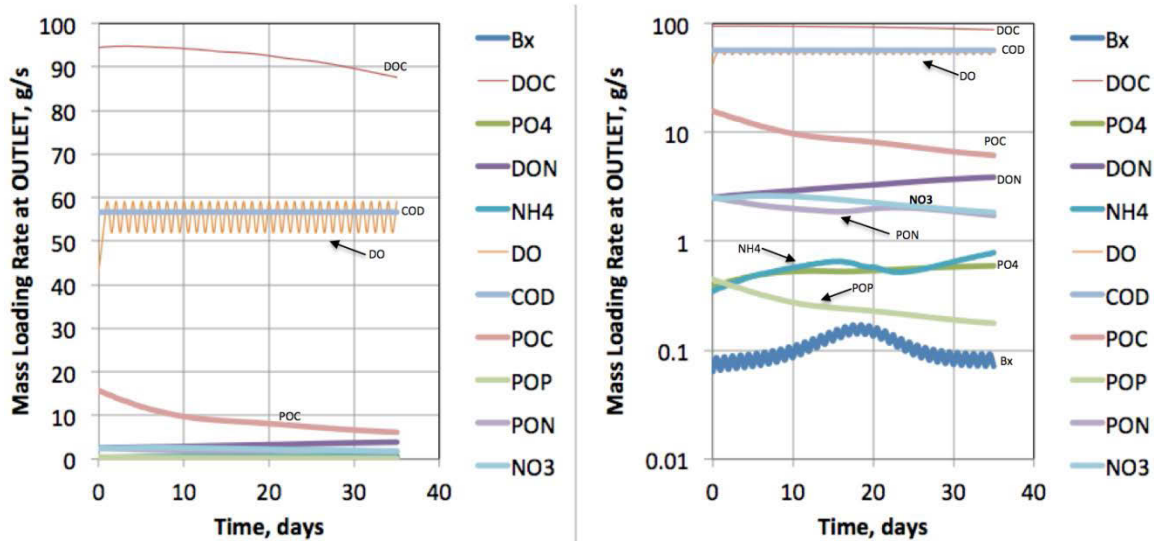 Mass Loading Rate at OUTLET, g/s
100
90
80
70
60
50
40
30
20
10
0
DOC
COD
DO
POC
0 10 20 30 40
Time, days
Bx
DOC
PO4
DON
NH4
DO
COD
POC
POP
PON
NO3
Mass Loading Rate at OUTLET, g/s
100
10
1
0.1
0.01
DOC
COD
DO
POC
DON
NO3
PON
NH4
PO4
POP
Bx
0 10 20 30 40
Time, days
Bx
DOC
PO4
DON
NH4
DO
COD
POC
POP
PON
NO3